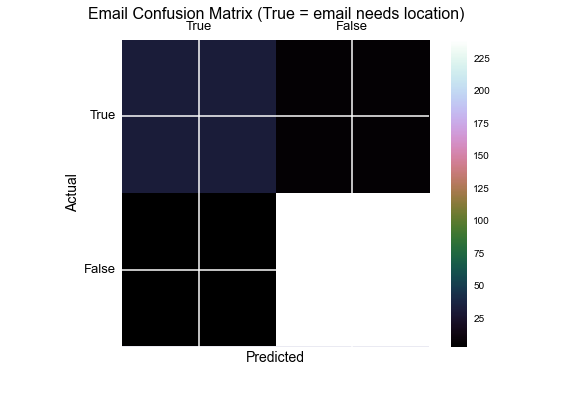 Email Confusion Matrix (True = email needs location)
True
False
True
False
Actual
Predicted
225
200
175
150
125
100
75
50
25